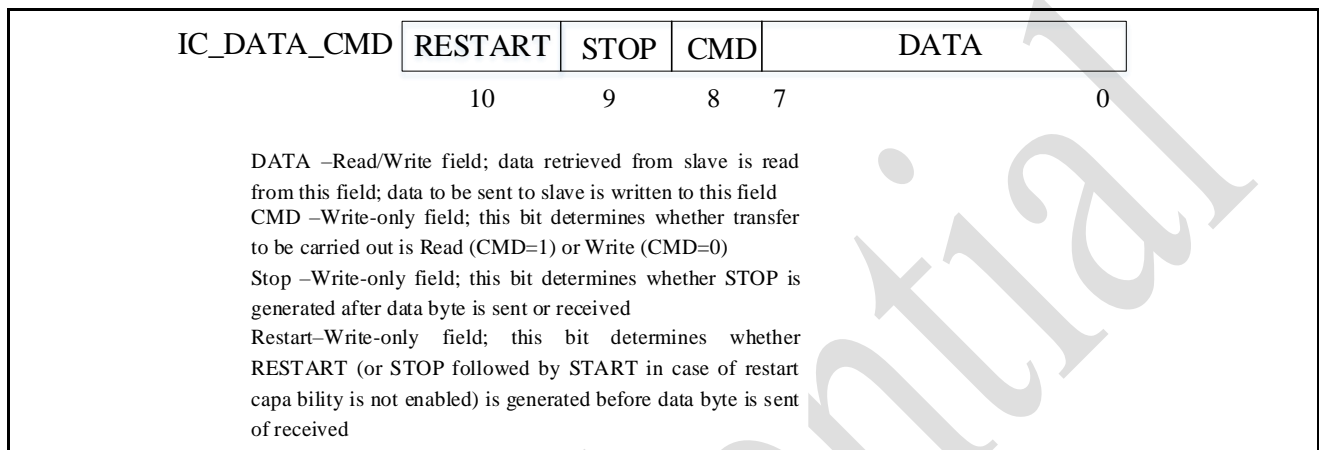 IC_DATA_CMD RESTART STOP CMD DATA
10 9 8 7 0
DATA –Read/Write field; data retrieved from slave is read
from this field; data to be sent to slave is written to this field
CMD –Write-only field; this bit determines whether transfer
to be carried out is Read (CMD=1) or Write (CMD=0)
Stop –Write-only field; this bit determines whether STOP is
generated after data byte is sent or received
Restart–Write-only field; this bit determines whether
RESTART (or STOP followed by START in case of restart
capa bility is not enabled) is generated before data byte is sent
of received
ential